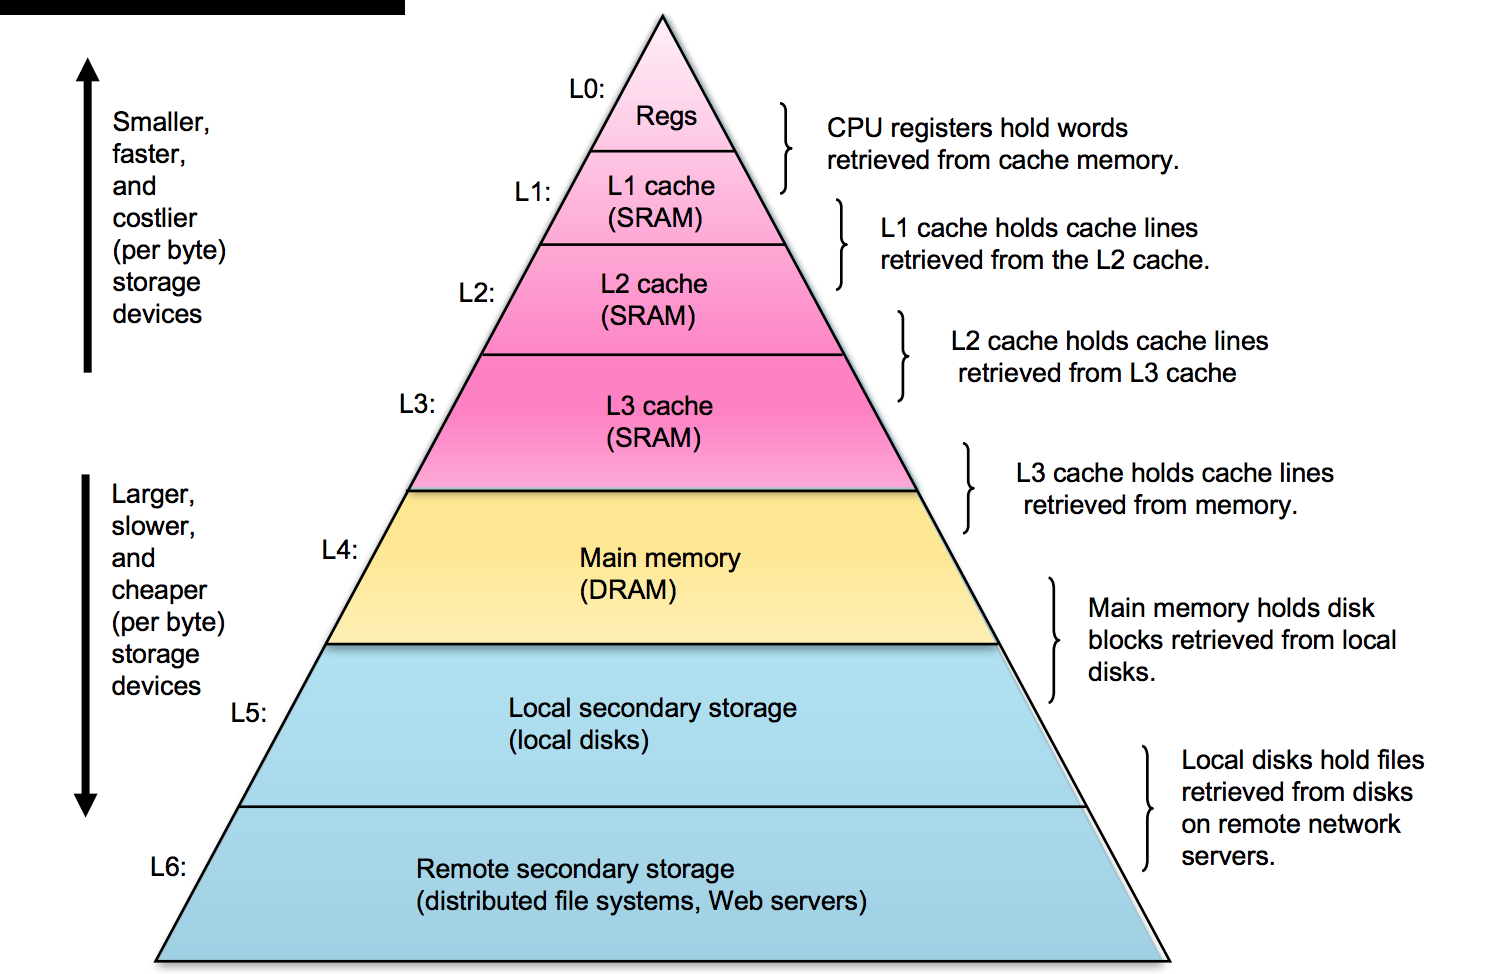 L0:
Regs
CPU registers hold words
retrieved from cache memory.
Smaller,
faster,
and
costlier
(per byte)
storage
devices
L1:
L1 cache
(SRAM)
L1 cache holds cache lines
retrieved from the L2 cache.
L2:
L2 cache
(SRAM)
L2 cache holds cache lines
retrieved from L3 cache
L3:
L3 cache
(SRAM)
L3 cache holds cache lines
retrieved from memory.
Larger,
slower,
and
cheaper
(per byte)
storage
devices
L4:
Main memory
(DRAM)
Main memory holds disk
blocks retrieved from local
disks.
L5:
Local secondary storage
(local disks)
Local disks hold files
retrieved from disks
on remote network
servers.
L6:
Remote secondary storage
(distributed file systems, Web servers)